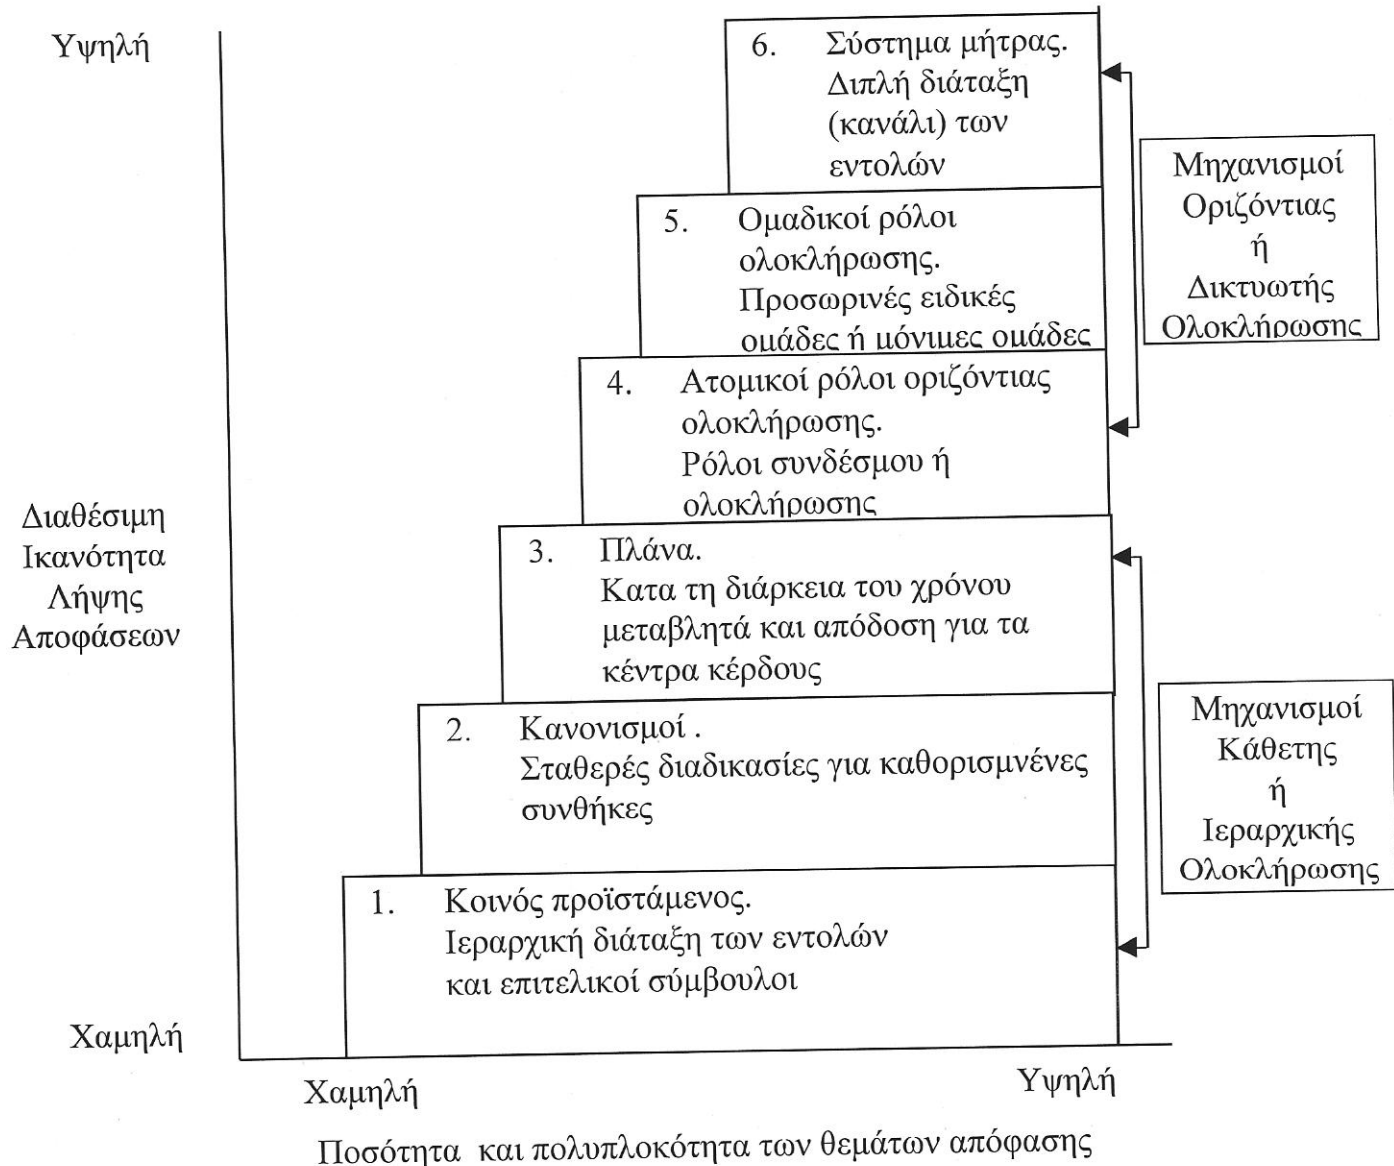 Υψηλή
6. Σύστημα μήτρας.
Διπλή διάταξη
(κανάλι) των
εντολών
Μηχανισμοί
Οριζόντιας
ή
Δικτυωτής
Ολοκλήρωσης
5. Ομαδικοί ρόλοι
ολοκλήρωσης.
Προσωρινές ειδικές
ομάδες ή μόνιμες ομάδες
4. Ατομικοί ρόλοι οριζόντιας
ολοκλήρωσης.
Ρόλοι συνδέσμου ή
ολοκλήρωσης
Διαθέσιμη
Ικανότητα
Λήψης
Αποφάσεων
3. Πλάνα.
Κατα τη διάρκεια του χρόνου
μεταβλητά και απόδοση για τα
κέντρα κέρδους
2. Κανονισμοί .
Σταθερές διαδικασίες για καθορισμνένες
συνθήκες
Μηχανισμοί
Κάθετης
ή
Ιεραρχικής
Ολοκλήρωσης
1. Κοινός προϊστάμενος.
Ιεραρχική διάταξη των εντολών
και επιτελικοί σύμβουλοι
Χαμηλή
Χαμηλή
Υψηλή
Ποσότητα και πολυπλοκότητα των θεμάτων απόφασης